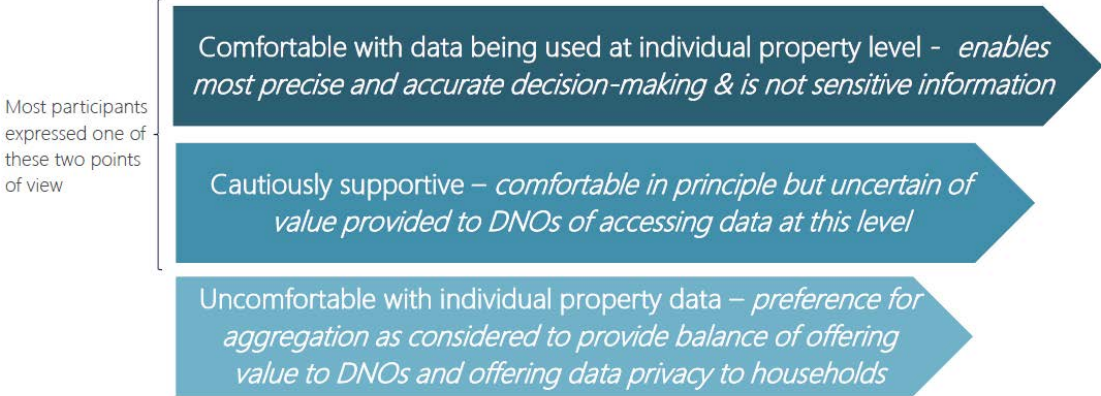 Most participants
expressed one of
these two points
of view
Comfortable with data being used at individual property level - enables
most precise and accurate decision-making & is not sensitive information
Cautiously supportive – comfortable in principle but uncertain of
value provided to DNOs of accessing data at this level
Uncomfortable with individual property data – preference for
aggregation as considered to provide balance of offering
value to DNOs and offering data privacy to households